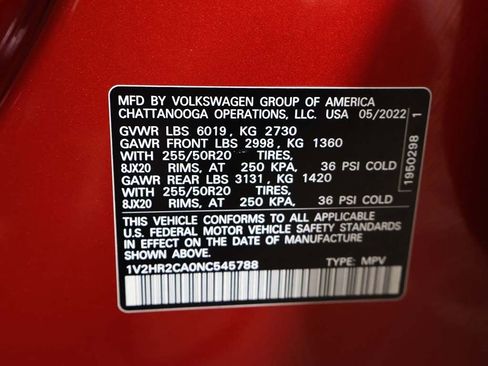 MFD BY VOLKSWAGEN GROUP OF AMERICA
CHATTANOOGA OPERATIONS, LLC. USA 05/2022
GVWR LBS 6019, KG 2730
GAWR FRONT LBS 2998, KG 1360
WITH 255/50R20 TIRES,
8JX20 RIMS, AT 250 KPA, 36 PSI COLD
GAWR REAR LBS 3131, KG 1420
WITH 255/50R20 TIRES,
8JX20 RIMS, AT 250 KPA, 36 PSI COLD
THIS VEHICLE CONFORMS TO ALL APPLICABLE
U.S. FEDERAL MOTOR VEHICLE SAFETY STANDARDS
IN EFFECT ON THE DATE OF MANUFACTURE
SHOWN ABOVE.
1V2HR2CA0NC545788 TYPE: MPV
1950298 1